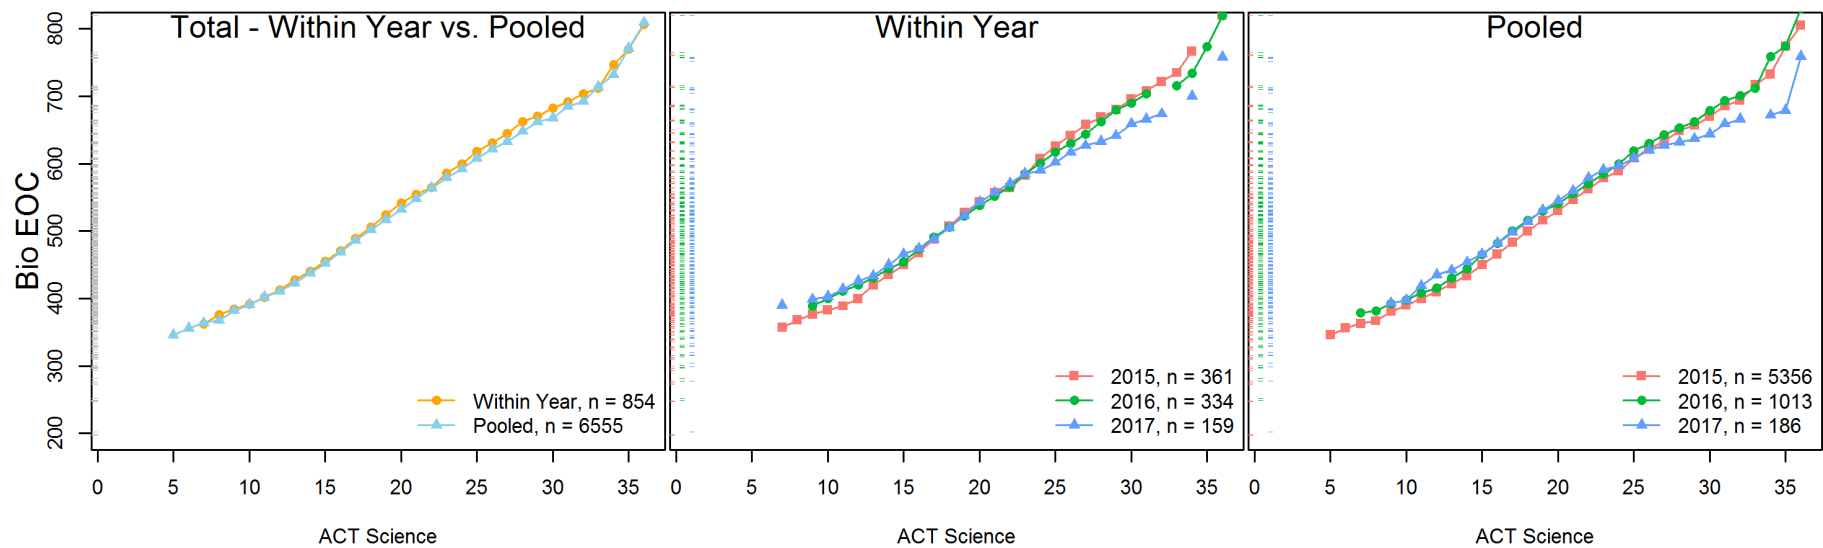 Total - Within Year vs. Pooled
Within Year
Pooled
Bio EOC
800
700
600
500
400
300
200
Within Year, n = 854
Pooled, n = 6555
2015, n = 361
2016, n = 334
2017, n = 159
2015, n = 5356
2016, n = 1013
2017, n = 186
0 5 10 15 20 25 30 35
0 5 10 15 20 25 30 35
0 5 10 15 20 25 30 35
ACT Science
ACT Science
ACT Science